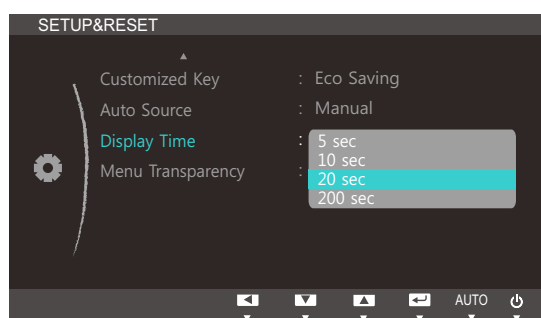 SETUP&RESET
Customized Key : Eco Saving
Auto Source : Manual
Display Time : 5 sec
10 sec
Menu Transparency : 20 sec
200 sec
AUTO